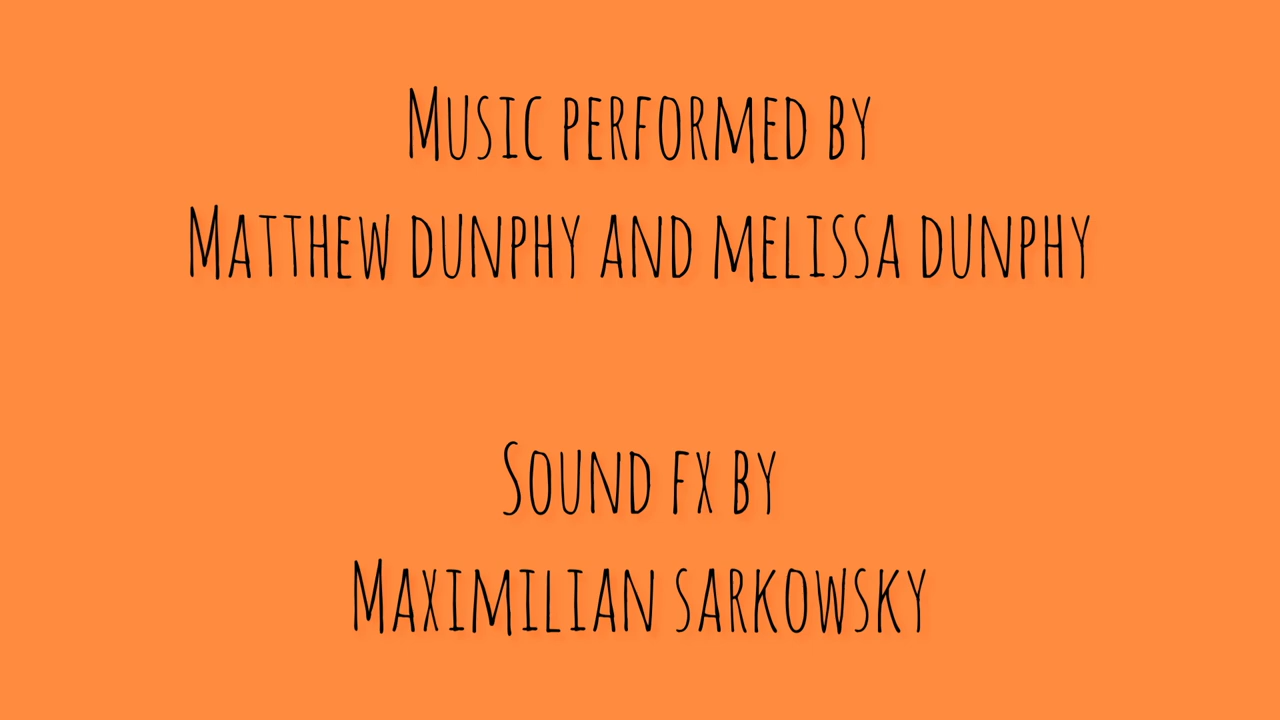 Music performed by
Matthew dunphy and melissa dunphy
Sound fx by
Maximilian sarkowsky